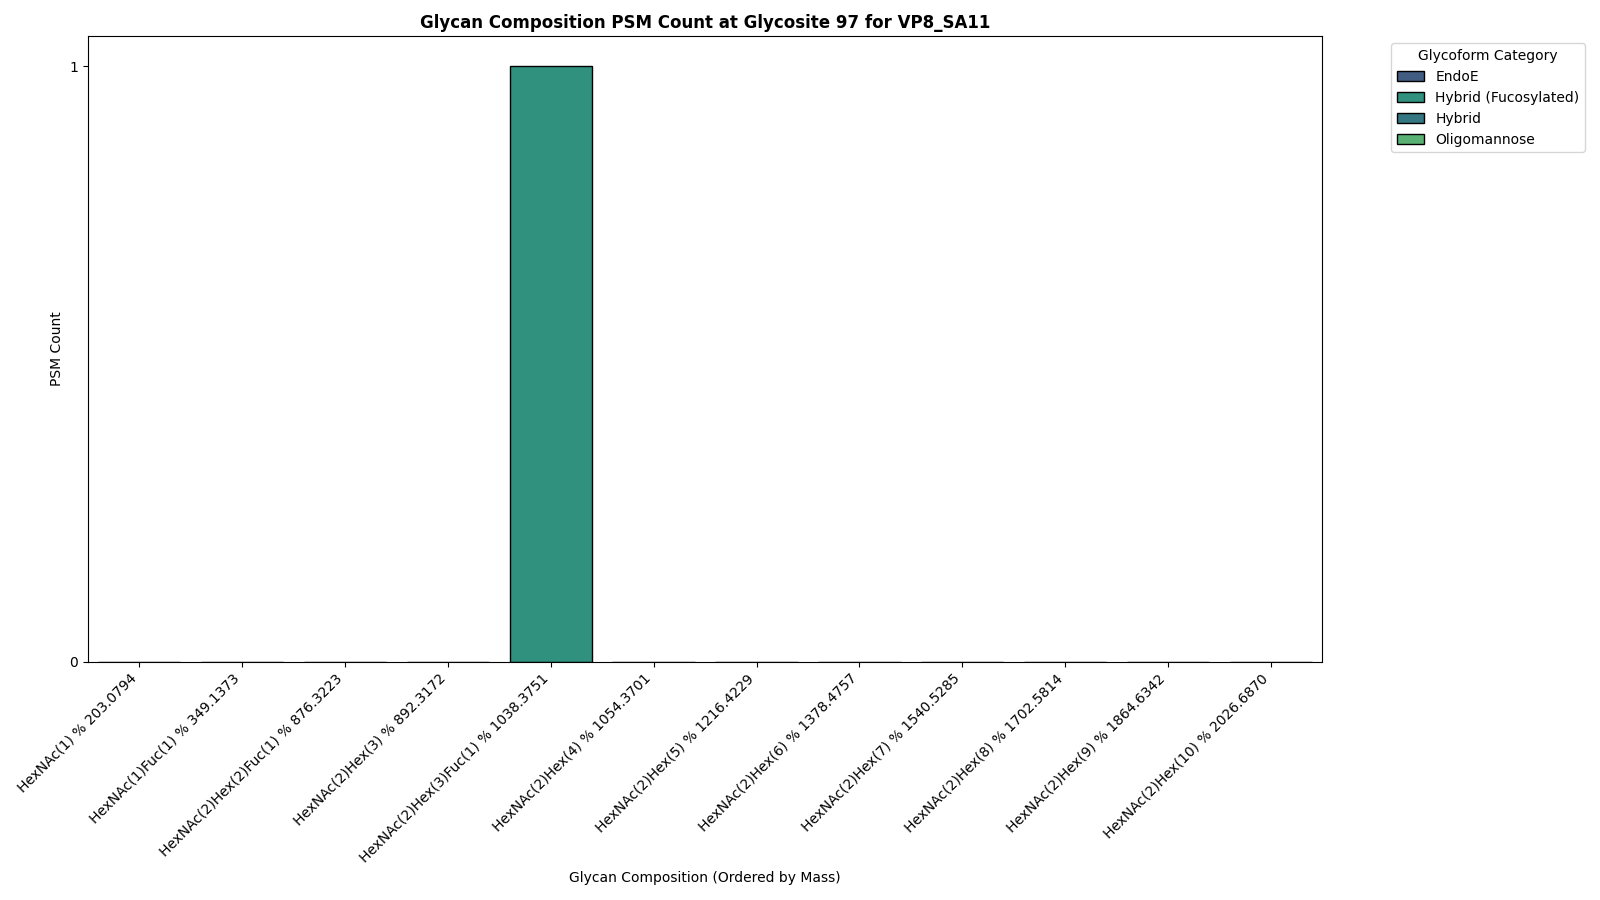 Glycan Composition PSM Count at Glycosite 97 for VP8_SA11
Glycoform Category
EndoE
Hybrid (Fucosylated)
Hybrid
Oligomannose
PSM Count
1
0
HexNAc(1) % 203.0794
HexNAc(1)Fuc(1) % 349.1373
HexNAc(2)Hex(2)Fuc(1) % 876.3223
HexNAc(2)Hex(3) % 892.3172
HexNAc(2)Hex(3)Fuc(1) % 1038.3751
HexNAc(2)Hex(4) % 1054.3701
HexNAc(2)Hex(5) % 1216.4229
HexNAc(2)Hex(6) % 1378.4757
HexNAc(2)Hex(7) % 1540.5285
HexNAc(2)Hex(8) % 1702.5814
HexNAc(2)Hex(9) % 1864.6342
HexNAc(2)Hex(10) % 2026.6870
Glycan Composition (Ordered by Mass)